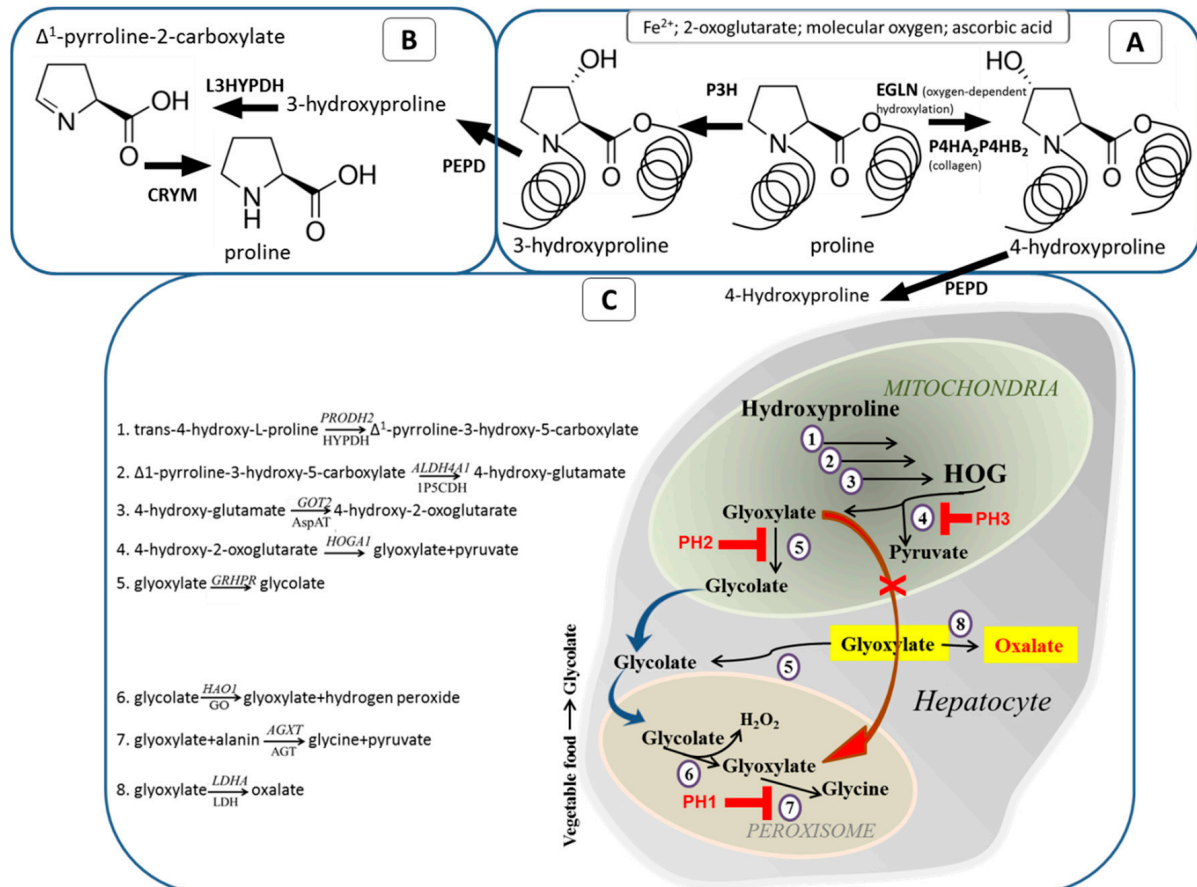 Δ¹-pyrroline-2-carboxylate
B
OH
N
O
L3HYPDH
3-hydroxyproline
CRYM
N
H
OH
O
proline
PEPD
Fe²⁺; 2-oxoglutarate; molecular oxygen; ascorbic acid
A
OH
N
O
O
3-hydroxyproline
P3H
N
O
O
proline
EGLN (oxygen-dependent
hydroxylation)
P4HA₂P4HB₂
(collagen)
HO
N
O
O
4-hydroxyproline
PEPD
C
4-Hydroxyproline
1. trans-4-hydroxy-L-proline PRODH2 HYPDH Δ¹-pyrroline-3-hydroxy-5-carboxylate
2. Δ1-pyrroline-3-hydroxy-5-carboxylate ALDH4A1 1P5CDH 4-hydroxy-glutamate
3. 4-hydroxy-glutamate GOT2 AspAT 4-hydroxy-2-oxoglutarate
4. 4-hydroxy-2-oxoglutarate HOGA1 glyoxylate+pyruvate
5. glyoxylate GRHPR glycolate
6. glycolate HAO1 GO glyoxylate+hydrogen peroxide
7. glyoxylate+alanin AGXT AGT glycine+pyruvate
8. glyoxylate LDHA LDH oxalate
MITOCHONDRIA
Hydroxyproline
1
2
3
HOG
Glyoxylate
4
PH3
PH2
5
Pyruvate
Glycolate
X
8
Glycolate
5
Glyoxylate
Oxalate
Hepatocyte
Vegetable food → Glycolate
Glycolate
H₂O₂
6
Glyoxylate
PH1
7
Glycine
PEROXISOME